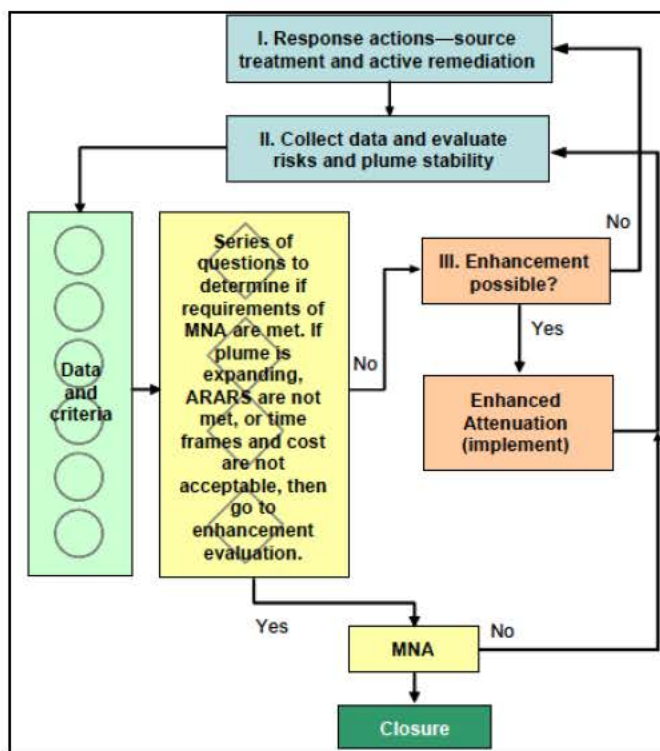 I. Response actions—source
treatment and active remediation
II. Collect data and evaluate
risks and plume stability
No
Series of
questions to
determine if
requirements of
MNA are met. If
plume is
expanding,
ARARS are not
met, or time
frames and cost
are not
acceptable, then
go to
enhancement
evaluation.
III. Enhancement
possible?
No
Yes
Data
and
criteria
Enhanced
Attenuation
(implement)
Yes
No
MNA
Closure